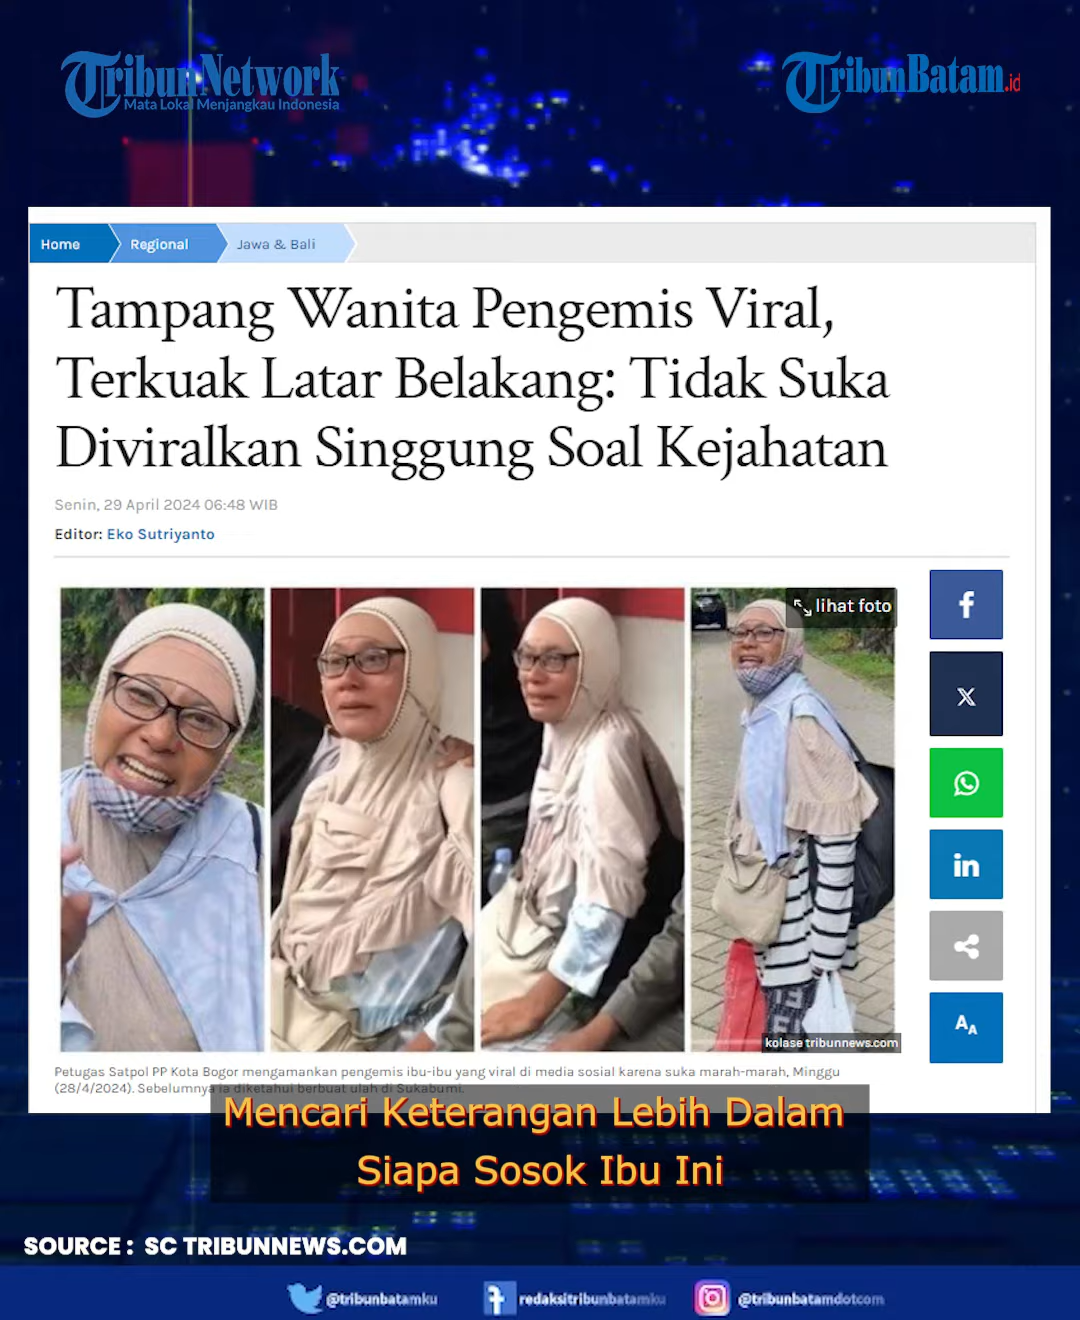 TribunNetwork
Mata Lokal Menjangkau Indonesia
TribunBatam.id
Home
Regional
Jawa & Bali
Tampang Wanita Pengemis Viral,
Terkuak Latar Belakang: Tidak Suka
Diviralkan Singgung Soal Kejahatan
Senin, 29 April 2024 06:48 WIB
Editor: Eko Sutriyanto
lihat foto
kolase tribunnews.com
Petugas Satpol PP Kota Bogor mengamankan pengemis ibu-ibu yang viral di media sosial karena suka marah-marah, Minggu
(28/4/2024). Sebelumnya ia diketahui berbuat ulah di Sukabumi.
Mencari Keterangan Lebih Dalam
Siapa Sosok Ibu Ini
SOURCE : SC TRIBUNNEWS.COM
@tribunbatamku
redaksitribunbatamku
@tribunbatamdotcom